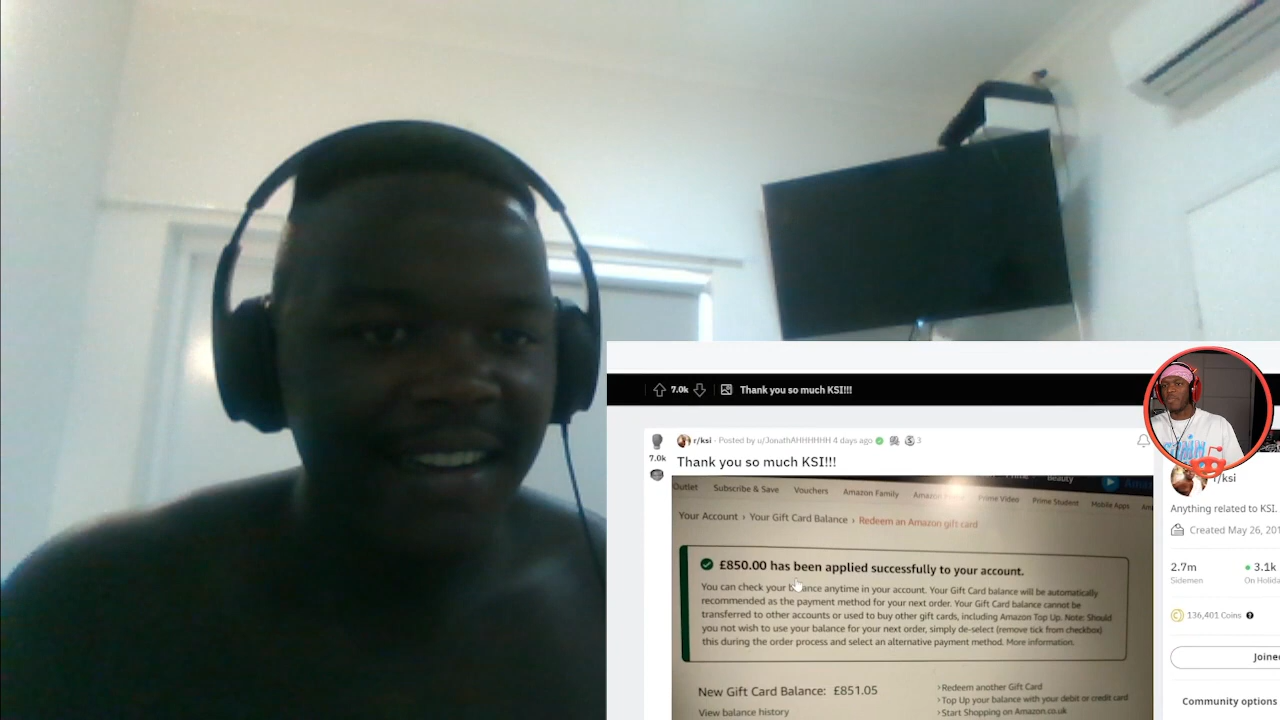 7.0k Thank you so much KSI!!!
r/ksi · Posted by u/JonathAHHHHHH 4 days ago 3
7.0k
Thank you so much KSI!!!
Outlet Subscribe & Save Vouchers Amazon Family Amazon Prime Video Prime Student Mobile Apps
Beauty
Your Account › Your Gift Card Balance › Redeem an Amazon gift card
£850.00 has been applied successfully to your account.
You can check your balance anytime in your account. Your Gift Card balance will be automatically
recommended as the payment method for your next order. Your Gift Card balance cannot be
transferred to other accounts or used to buy other gift cards, including Amazon Top Up. Note: Should
you not wish to use your balance for your next order, simply de-select (remove tick from checkbox)
this during the order process and select an alternative payment method. More information.
New Gift Card Balance: £851.05
View balance history
› Redeem another Gift Card
› Top Up your balance with your debit or credit card
› Start Shopping on Amazon.co.uk
r/ksi
Anything related to KSI.
Created May 26, 201
2.7m 3.1k
Sidemen On Holida
136,401 Coins
Joined
Community options